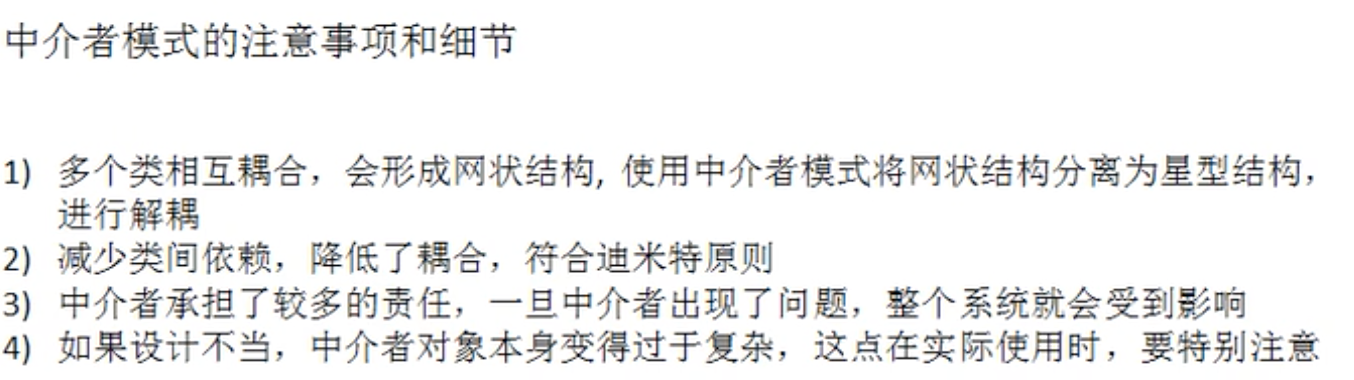 中介者模式的注意事项和细节
1) 多个类相互耦合，会形成网状结构, 使用中介者模式将网状结构分离为星型结构，
进行解耦
2) 减少类间依赖，降低了耦合，符合迪米特原则
3) 中介者承担了较多的责任，一旦中介者出现了问题，整个系统就会受到影响
4) 如果设计不当，中介者对象本身变得过于复杂，这点在实际使用时，要特别注意